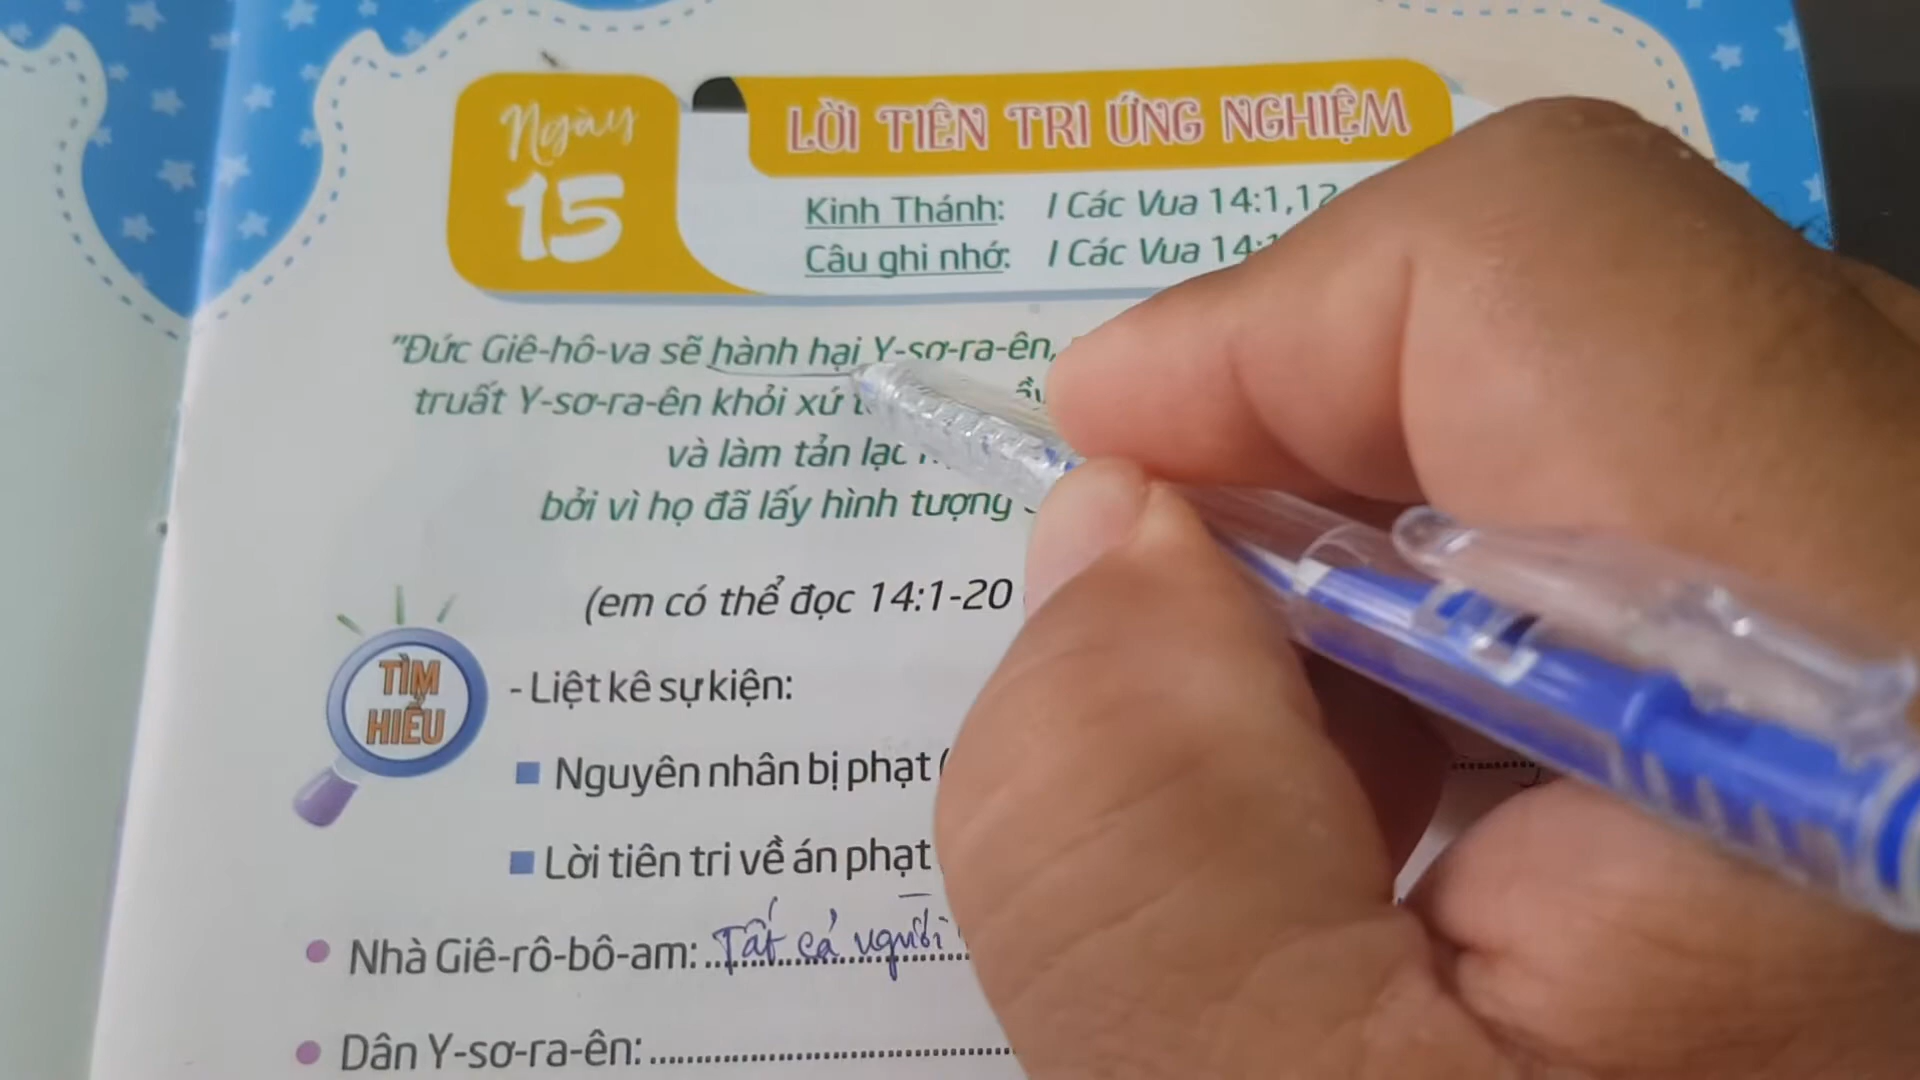 Ngày
15
LỜI TIÊN TRI ỨNG NGHIỆM
Kinh Thánh: I Các Vua 14:1,12
Câu ghi nhớ: I Các Vua
"Đức Giê-hô-va sẽ hành hại Y-sơ-ra-ên,
truất Y-sơ-ra-ên khỏi xứ
và làm tản lạc
bởi vì họ đã lấy hình tượng
(em có thể đọc 14:1-20
TÌM
HIỂU
- Liệt kê sự kiện:
Nguyên nhân bị phạt (
Lời tiên tri về án phạt
Nhà Giê-rô-bô-am: Tất cả người
Dân Y-sơ-ra-ên: